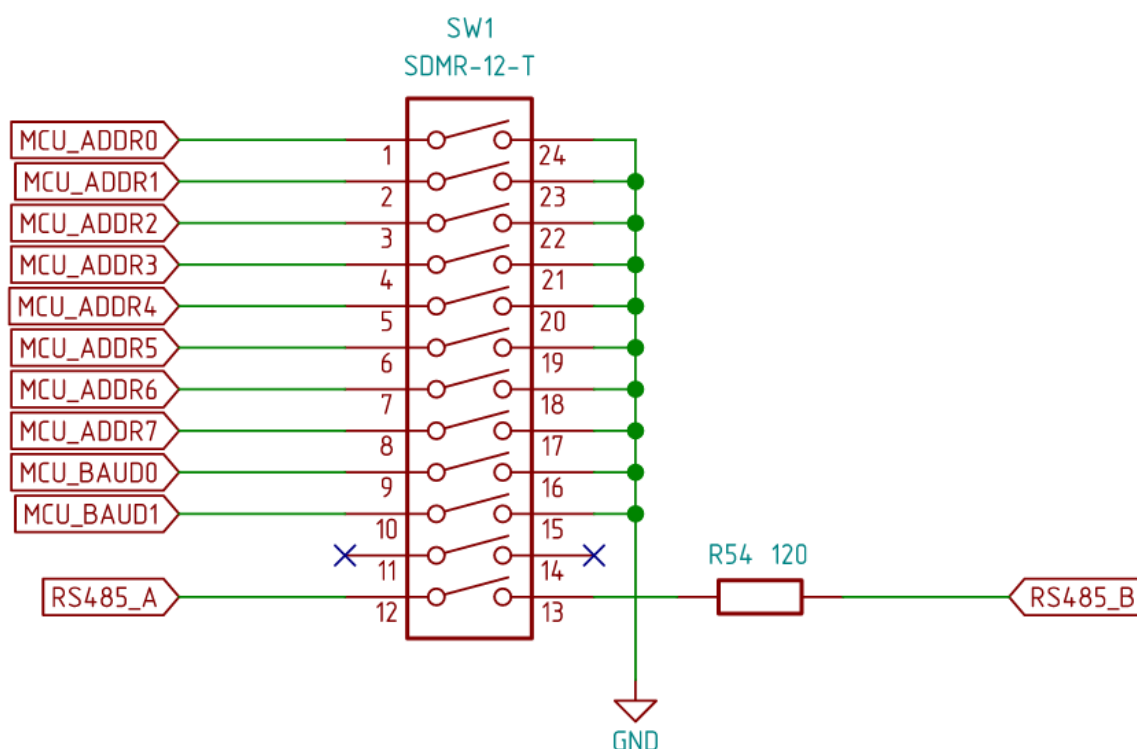 SW1
SDMR-12-T
MCU_ADDR0 1 24
MCU_ADDR1 2 23
MCU_ADDR2 3 22
MCU_ADDR3 4 21
MCU_ADDR4 5 20
MCU_ADDR5 6 19
MCU_ADDR6 7 18
MCU_ADDR7 8 17
MCU_BAUD0 9 16
MCU_BAUD1 10 15
11 14
R54 120
RS485_A 12 13 RS485_B
GND